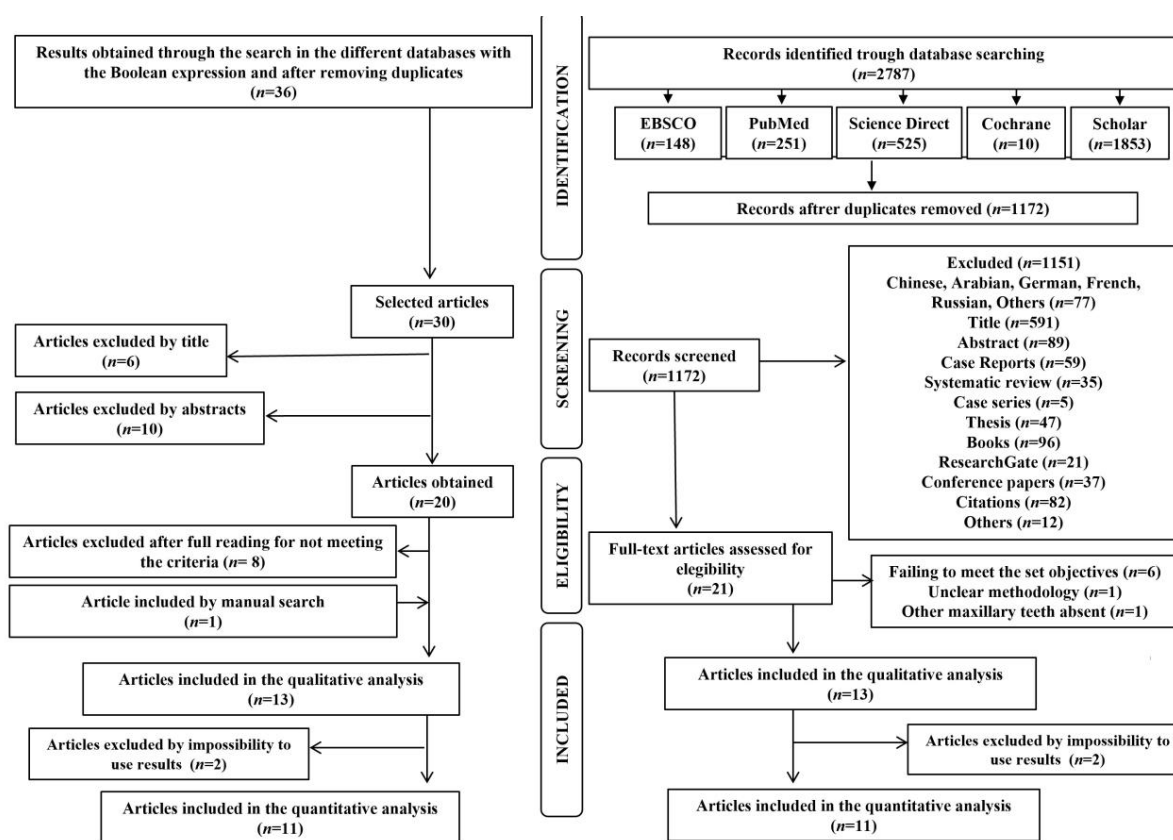 Results obtained through the search in the different databases with
the Boolean expression and after removing duplicates
(n=36)
Selected articles
(n=30)
Articles excluded by title
(n=6)
Articles excluded by abstracts
(n=10)
Articles obtained
(n=20)
Articles excluded after full reading for not meeting
the criteria (n= 8)
Article included by manual search
(n=1)
Articles included in the qualitative analysis
(n=13)
Articles excluded by impossibility to
use results (n=2)
Articles included in the quantitative analysis
(n=11)
IDENTIFICATION
SCREENING
ELIGIBILITY
INCLUDED
Records identified trough database searching
(n=2787)
EBSCO
(n=148)
PubMed
(n=251)
Science Direct
(n=525)
Cochrane
(n=10)
Scholar
(n=1853)
Records aftrer duplicates removed (n=1172)
Records screened
(n=1172)
Excluded (n=1151)
Chinese, Arabian, German, French,
Russian, Others (n=77)
Title (n=591)
Abstract (n=89)
Case Reports (n=59)
Systematic review (n=35)
Case series (n=5)
Thesis (n=47)
Books (n=96)
ResearchGate (n=21)
Conference papers (n=37)
Citations (n=82)
Others (n=12)
Full-text articles assessed for
elegibility
(n=21)
Failing to meet the set objectives (n=6)
Unclear methodology (n=1)
Other maxillary teeth absent (n=1)
Articles included in the qualitative analysis
(n=13)
Articles excluded by impossibility to
use results (n=2)
Articles included in the quantitative analysis
(n=11)